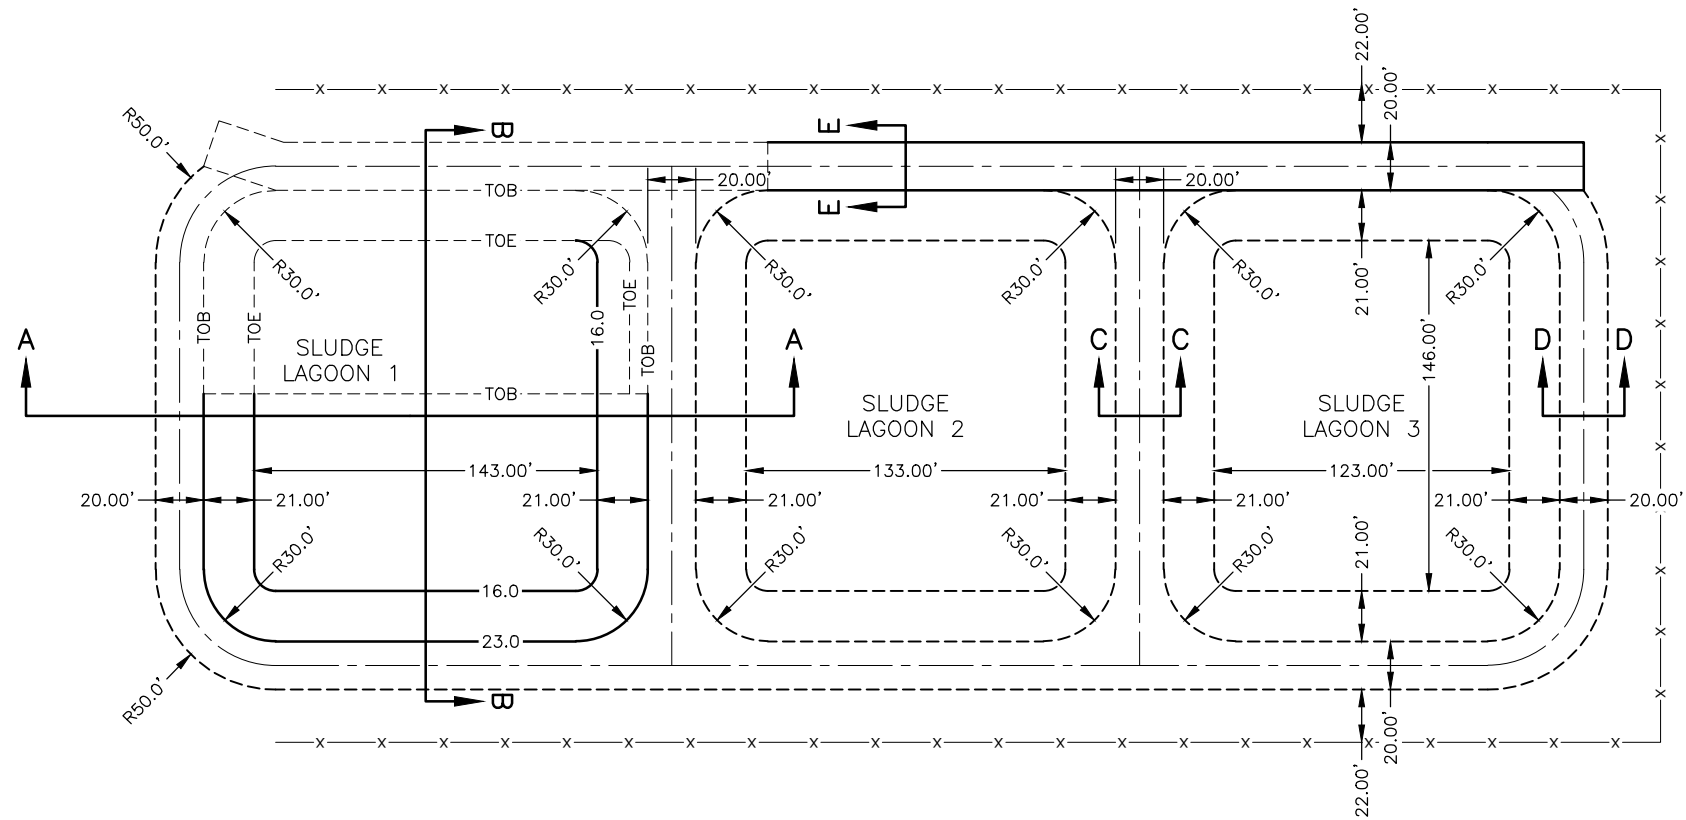 22.00'
20.00'
R50.0'
B
E
20.00'
20.00'
TOB
E
TOE
R30.0'
R30.0'
R30.0'
R30.0'
R30.0'
R30.0'
21.00'
TOB
TOE
TOE
16.0
TOB
146.00'
A
A
C
C
D
D
SLUDGE
LAGOON 1
TOB
SLUDGE
LAGOON 2
SLUDGE
LAGOON 3
143.00'
133.00'
123.00'
20.00'
21.00'
21.00'
21.00'
21.00'
21.00'
21.00'
20.00'
R30.0'
R30.0'
R30.0'
R30.0'
R30.0'
R30.0'
21.00'
16.0
23.0
R50.0'
B
20.00'
22.00'